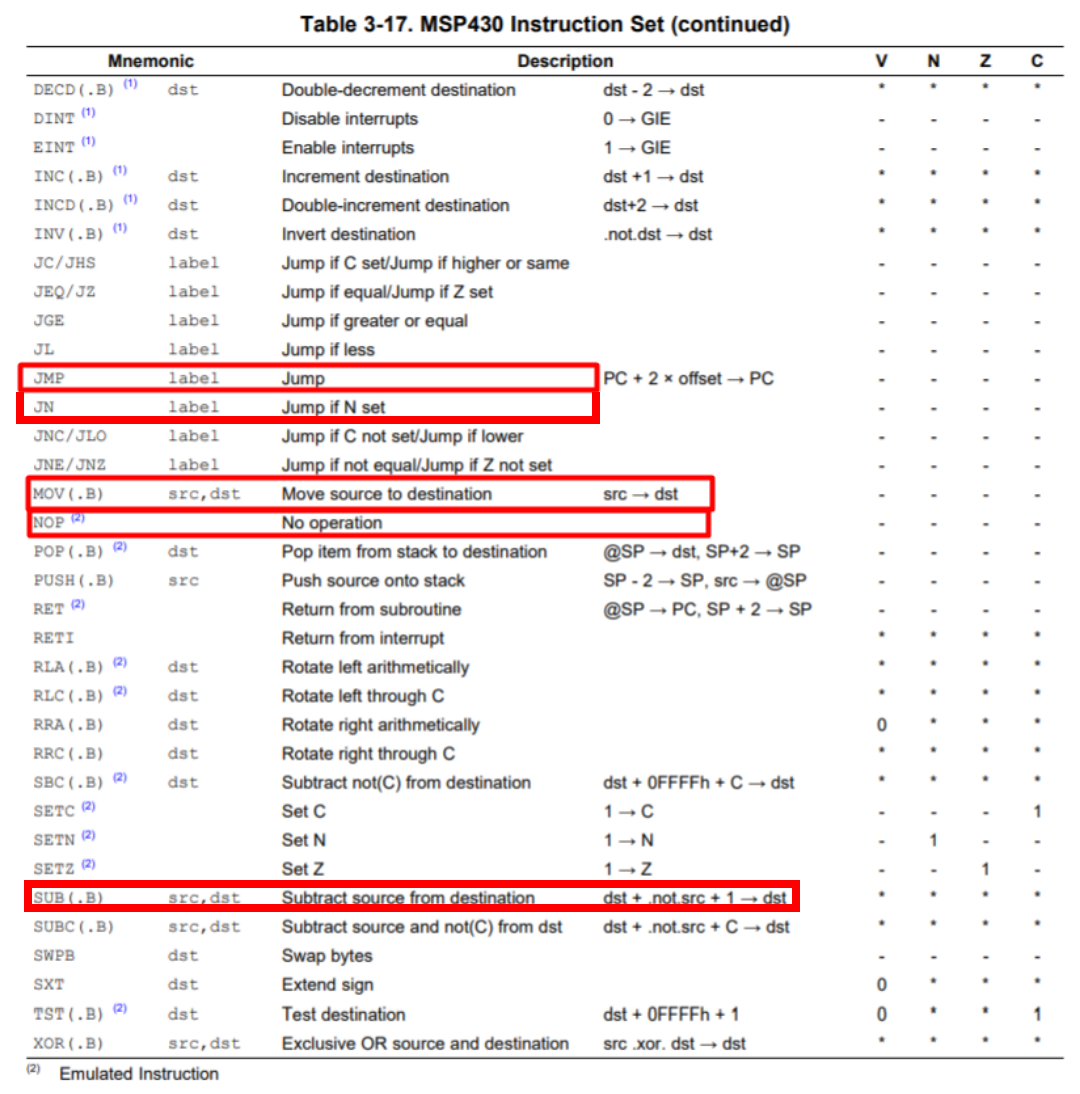 Table 3-17. MSP430 Instruction Set (continued)
Mnemonic Description V N Z C
DECD(.B) (1) dst Double-decrement destination dst - 2 → dst * * * *
DINT (1) Disable interrupts 0 → GIE - - - -
EINT (1) Enable interrupts 1 → GIE - - - -
INC(.B) (1) dst Increment destination dst +1 → dst * * * *
INCD(.B) (1) dst Double-increment destination dst+2 → dst * * * *
INV(.B) (1) dst Invert destination .not.dst → dst * * * *
JC/JHS label Jump if C set/Jump if higher or same - - - -
JEQ/JZ label Jump if equal/Jump if Z set - - - -
JGE label Jump if greater or equal - - - -
JL label Jump if less - - - -
JMP label Jump PC + 2 × offset → PC - - - -
JN label Jump if N set - - - -
JNC/JLO label Jump if C not set/Jump if lower - - - -
JNE/JNZ label Jump if not equal/Jump if Z not set - - - -
MOV(.B) src,dst Move source to destination src → dst - - - -
NOP (2) No operation - - - -
POP(.B) (2) dst Pop item from stack to destination @SP → dst, SP+2 → SP - - - -
PUSH(.B) src Push source onto stack SP - 2 → SP, src → @SP - - - -
RET (2) Return from subroutine @SP → PC, SP + 2 → SP - - - -
RETI Return from interrupt * * * *
RLA(.B) (2) dst Rotate left arithmetically * * * *
RLC(.B) (2) dst Rotate left through C * * * *
RRA(.B) dst Rotate right arithmetically 0 * * *
RRC(.B) dst Rotate right through C * * * *
SBC(.B) (2) dst Subtract not(C) from destination dst + 0FFFFh + C → dst * * * *
SETC (2) Set C 1 → C - - - 1
SETN (2) Set N 1 → N - 1 - -
SETZ (2) Set Z 1 → Z - - 1 -
SUB(.B) src,dst Subtract source from destination dst + .not.src + 1 → dst * * * *
SUBC(.B) src,dst Subtract source and not(C) from dst dst + .not.src + C → dst * * * *
SWPB dst Swap bytes - - - -
SXT dst Extend sign 0 * * *
TST(.B) (2) dst Test destination dst + 0FFFFh + 1 0 * * 1
XOR(.B) src,dst Exclusive OR source and destination src .xor. dst → dst * * * *
(2) Emulated Instruction